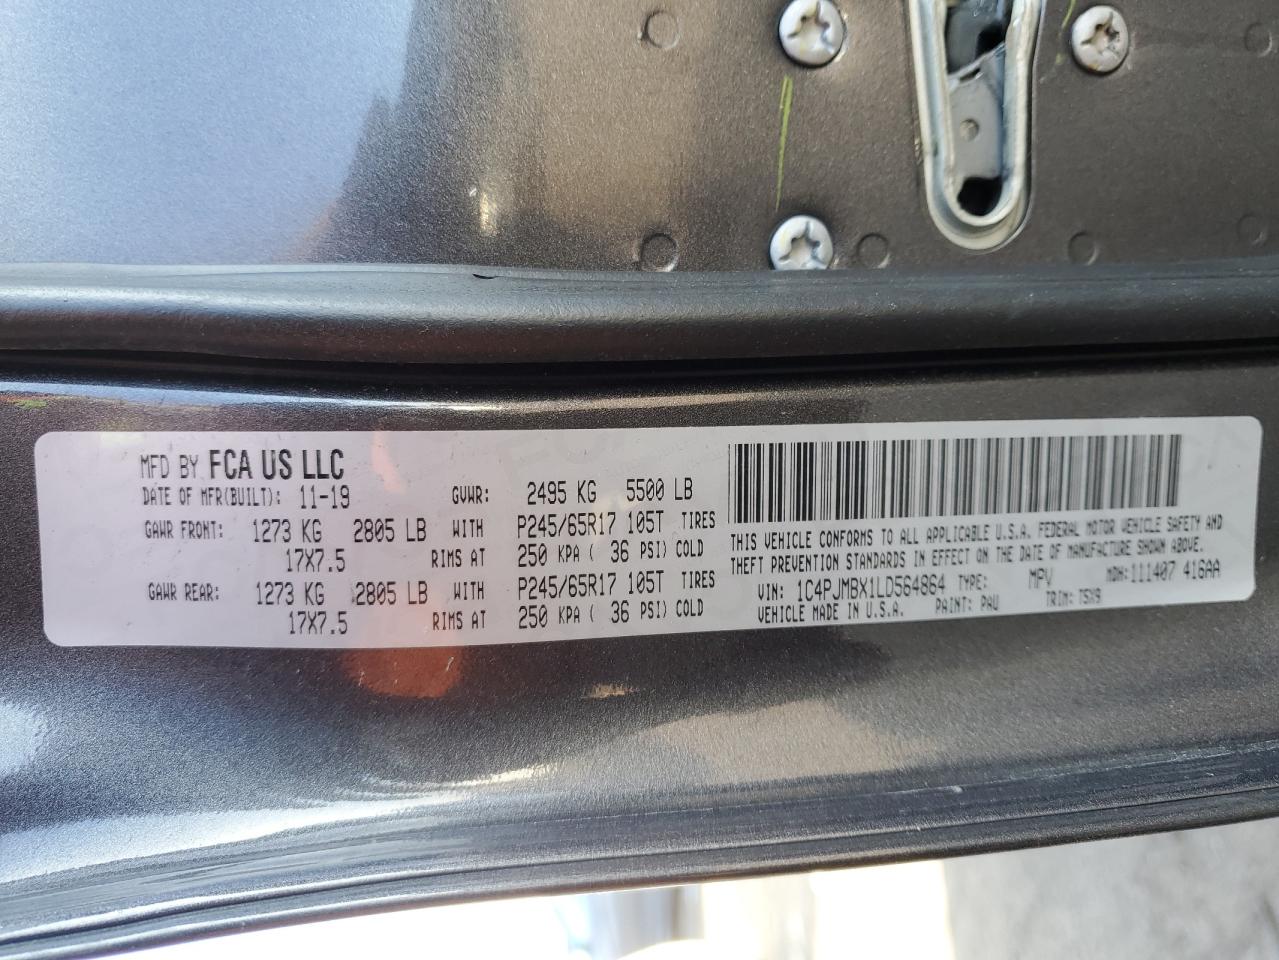 MFD BY FCA US LLC
DATE OF MFR(BUILT): 11-19 GVWR: 2495 KG 5500 LB
GAWR FRONT: 1273 KG 2805 LB WITH P245/65R17 105T TIRES
17X7.5 RIMS AT 250 KPA ( 36 PSI) COLD
GAWR REAR: 1273 KG 2805 LB WITH P245/65R17 105T TIRES
17X7.5 RIMS AT 250 KPA ( 36 PSI) COLD
THIS VEHICLE CONFORMS TO ALL APPLICABLE U.S.A. FEDERAL MOTOR VEHICLE SAFETY AND
THEFT PREVENTION STANDARDS IN EFFECT ON THE DATE OF MANUFACTURE SHOWN ABOVE.
VIN: 1C4PJMBX1LD564864 TYPE: MPV MDH:111407 416AA
VEHICLE MADE IN U.S.A. PAINT: PAU TRIM: T5X9